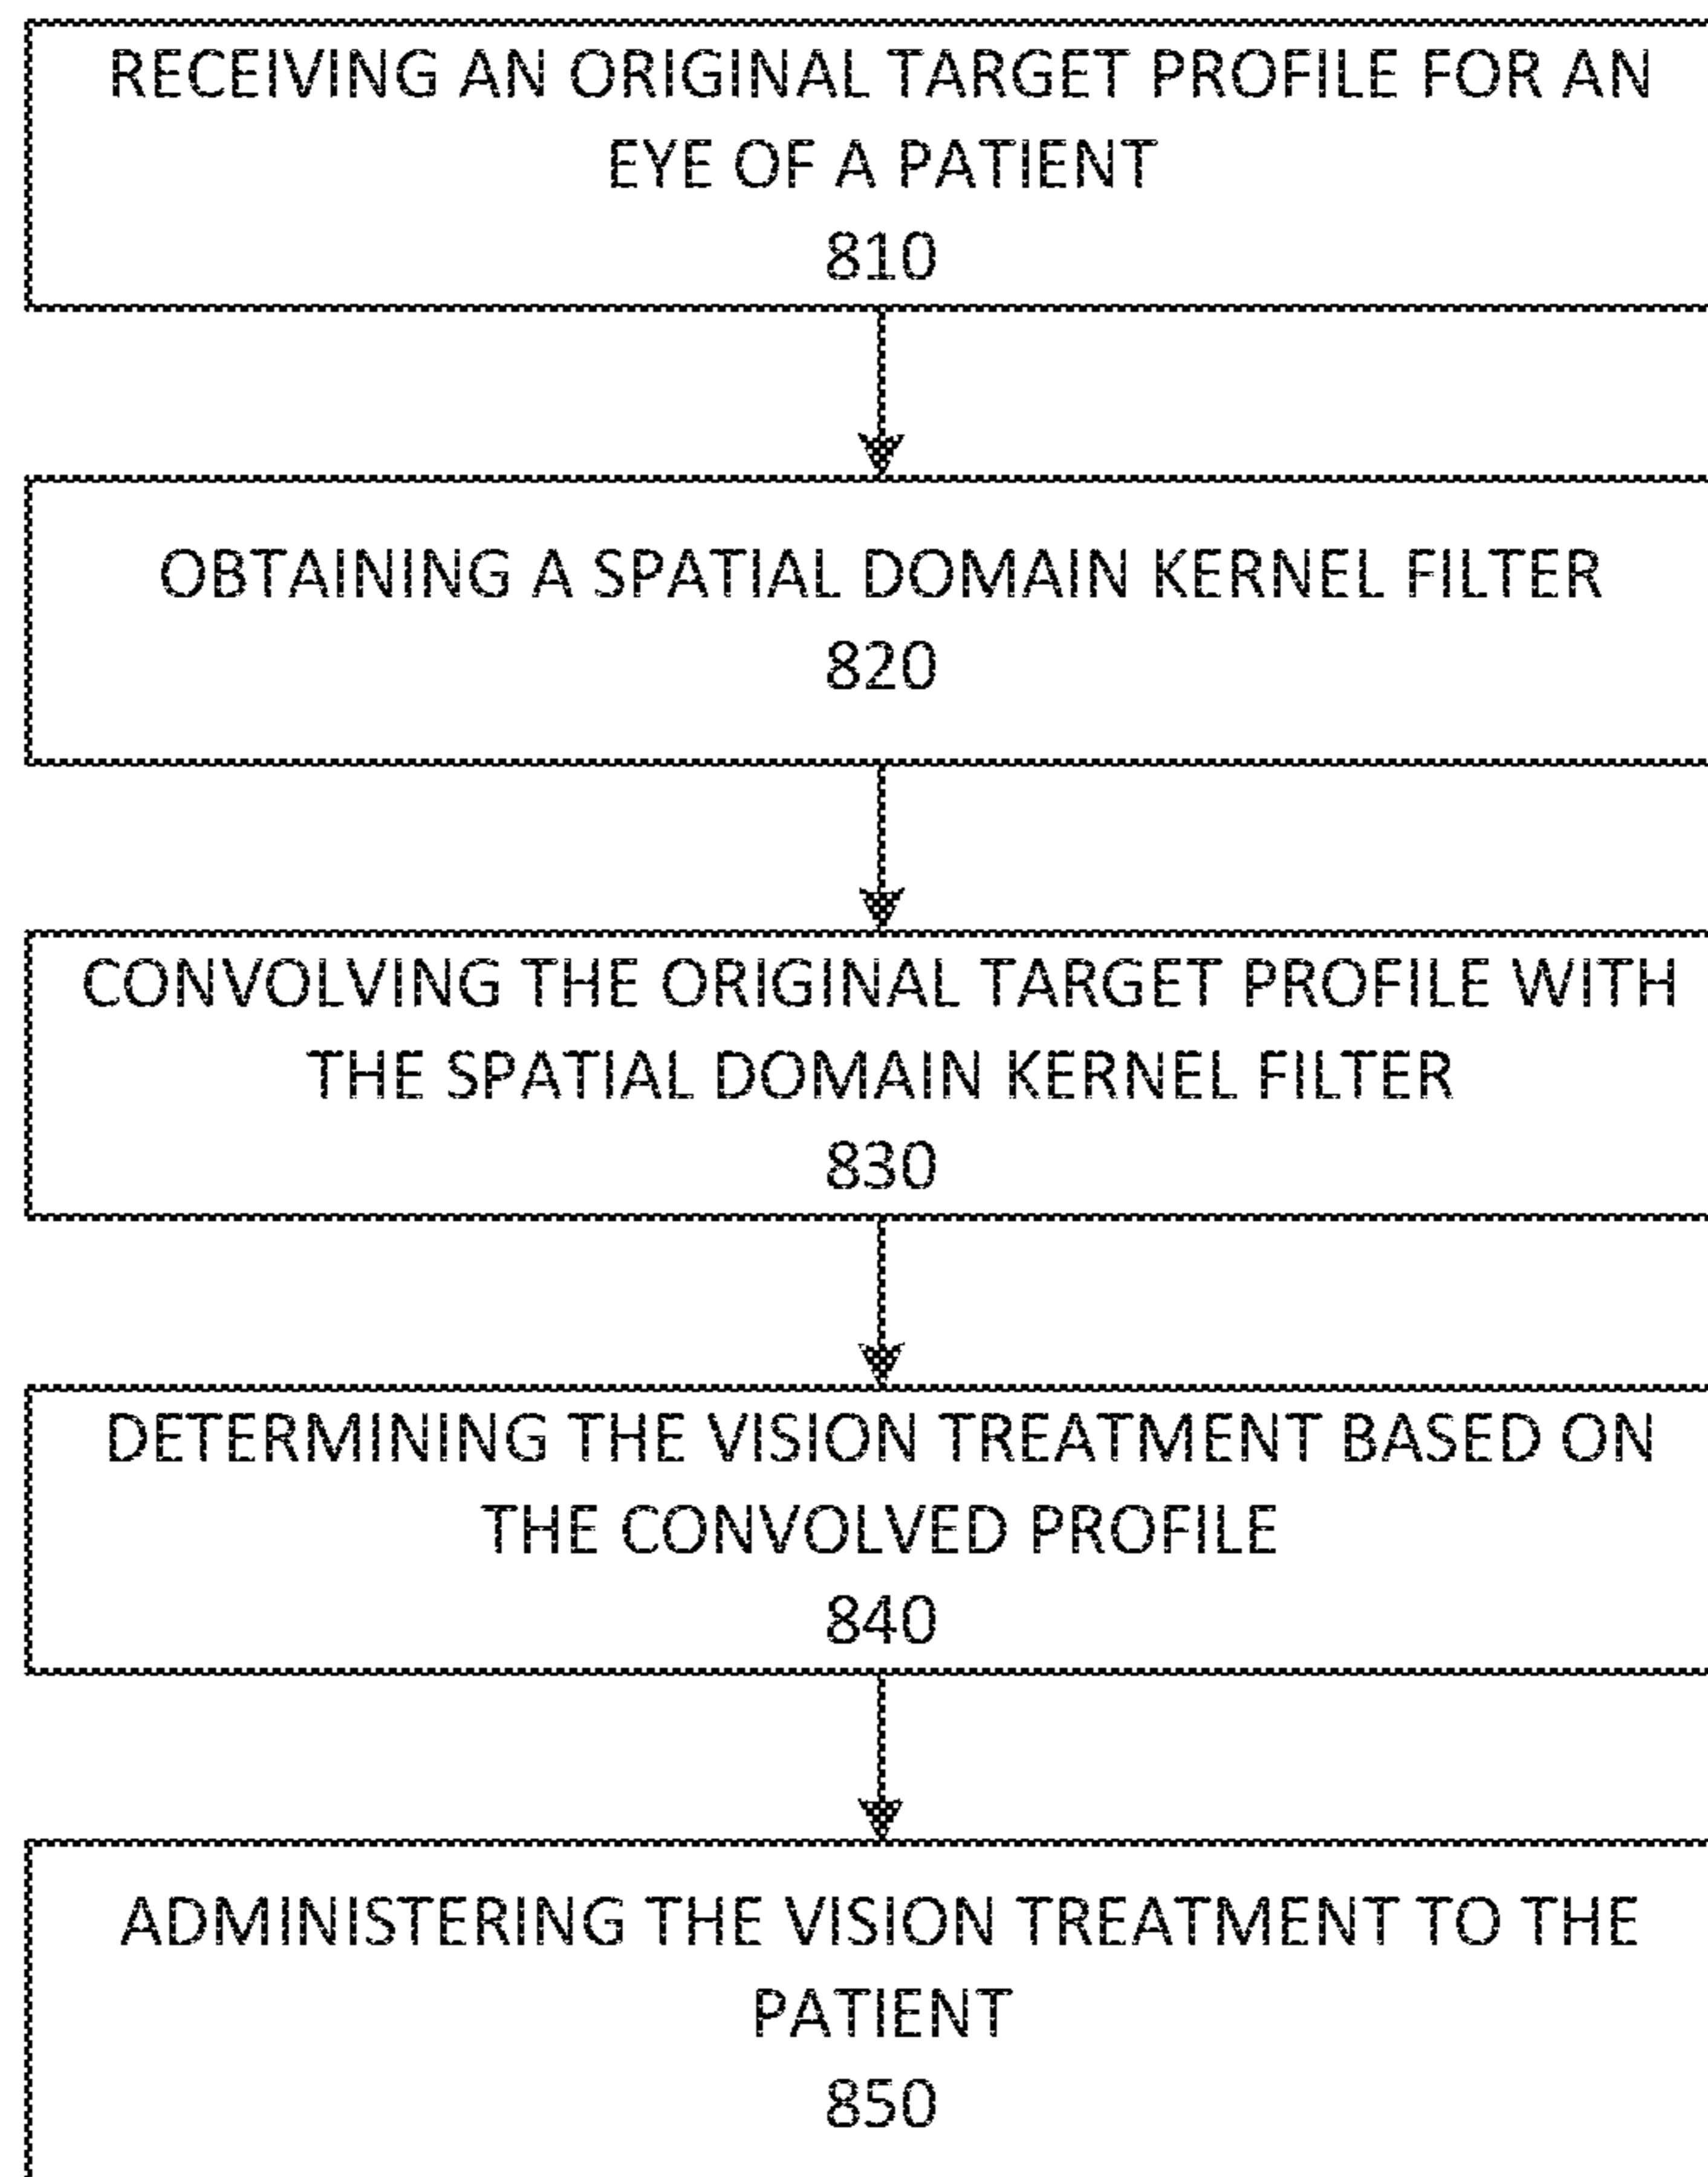 RECEIVING AN ORIGINAL TARGET PROFILE FOR AN
EYE OF A PATIENT
810
OBTAINING A SPATIAL DOMAIN KERNEL FILTER
820
CONVOLVING THE ORIGINAL TARGET PROFILE WITH
THE SPATIAL DOMAIN KERNEL FILTER
830
DETERMINING THE VISION TREATMENT BASED ON
THE CONVOLVED PROFILE
840
ADMINISTERING THE VISION TREATMENT TO THE
PATIENT
850